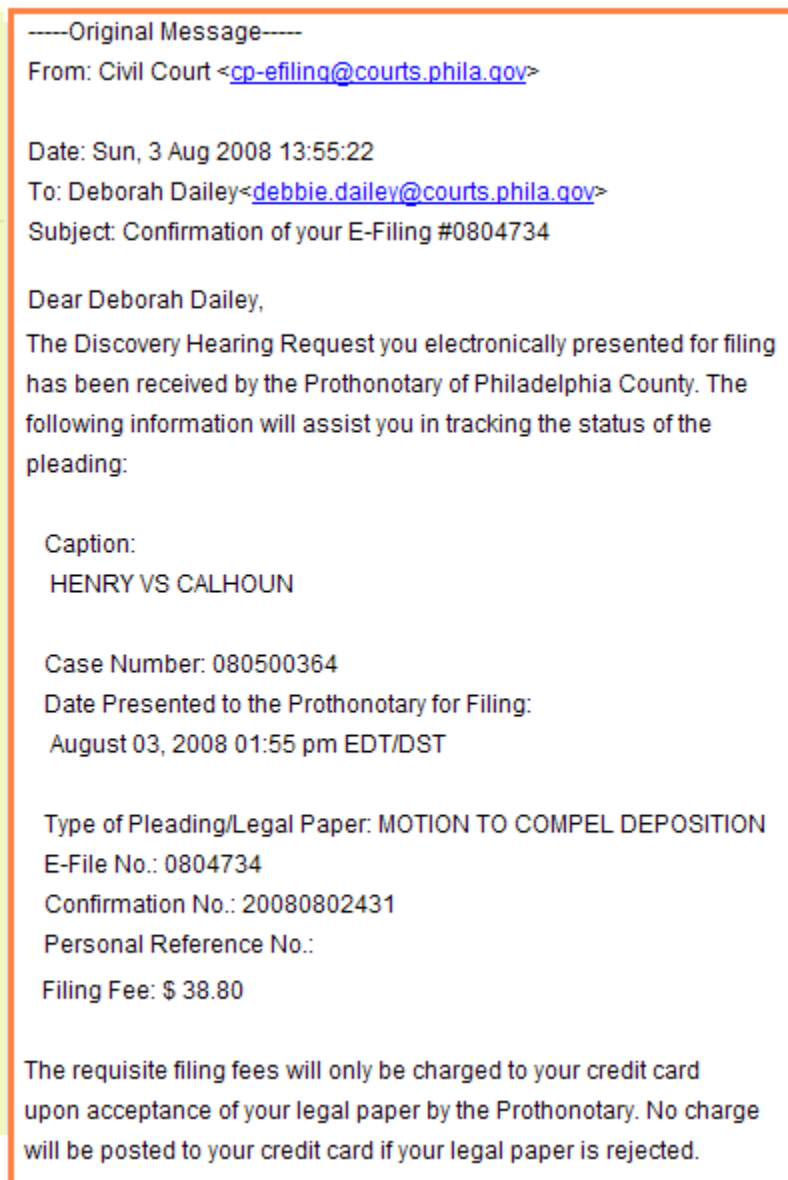 -----Original Message-----
From: Civil Court <cp-efiling@courts.phila.gov>
Date: Sun, 3 Aug 2008 13:55:22
To: Deborah Dailey<debbie.dailey@courts.phila.gov>
Subject: Confirmation of your E-Filing #0804734
Dear Deborah Dailey,
The Discovery Hearing Request you electronically presented for filing
has been received by the Prothonotary of Philadelphia County. The
following information will assist you in tracking the status of the
pleading:
Caption:
HENRY VS CALHOUN
Case Number: 080500364
Date Presented to the Prothonotary for Filing:
August 03, 2008 01:55 pm EDT/DST
Type of Pleading/Legal Paper: MOTION TO COMPEL DEPOSITION
E-File No.: 0804734
Confirmation No.: 20080802431
Personal Reference No.:
Filing Fee: $ 38.80
The requisite filing fees will only be charged to your credit card
upon acceptance of your legal paper by the Prothonotary. No charge
will be posted to your credit card if your legal paper is rejected.